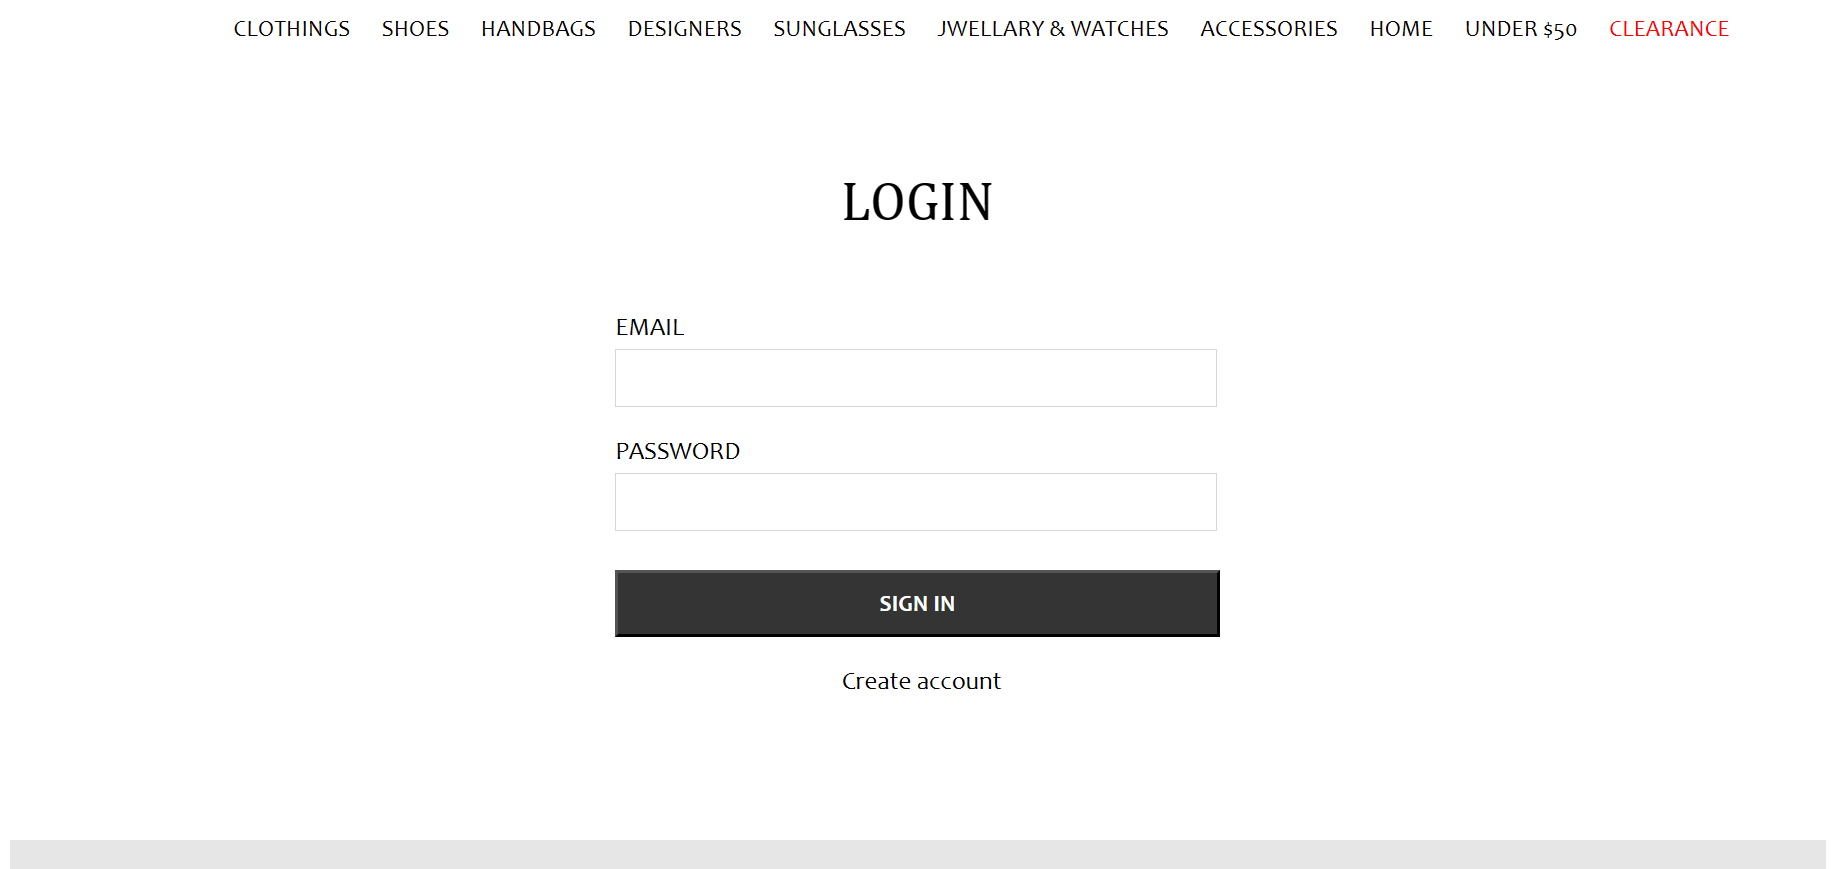 CLOTHINGS SHOES HANDBAGS DESIGNERS SUNGLASSES JWELLARY & WATCHES ACCESSORIES HOME UNDER $50 CLEARANCE
LOGIN
EMAIL
PASSWORD
SIGN IN
Create account